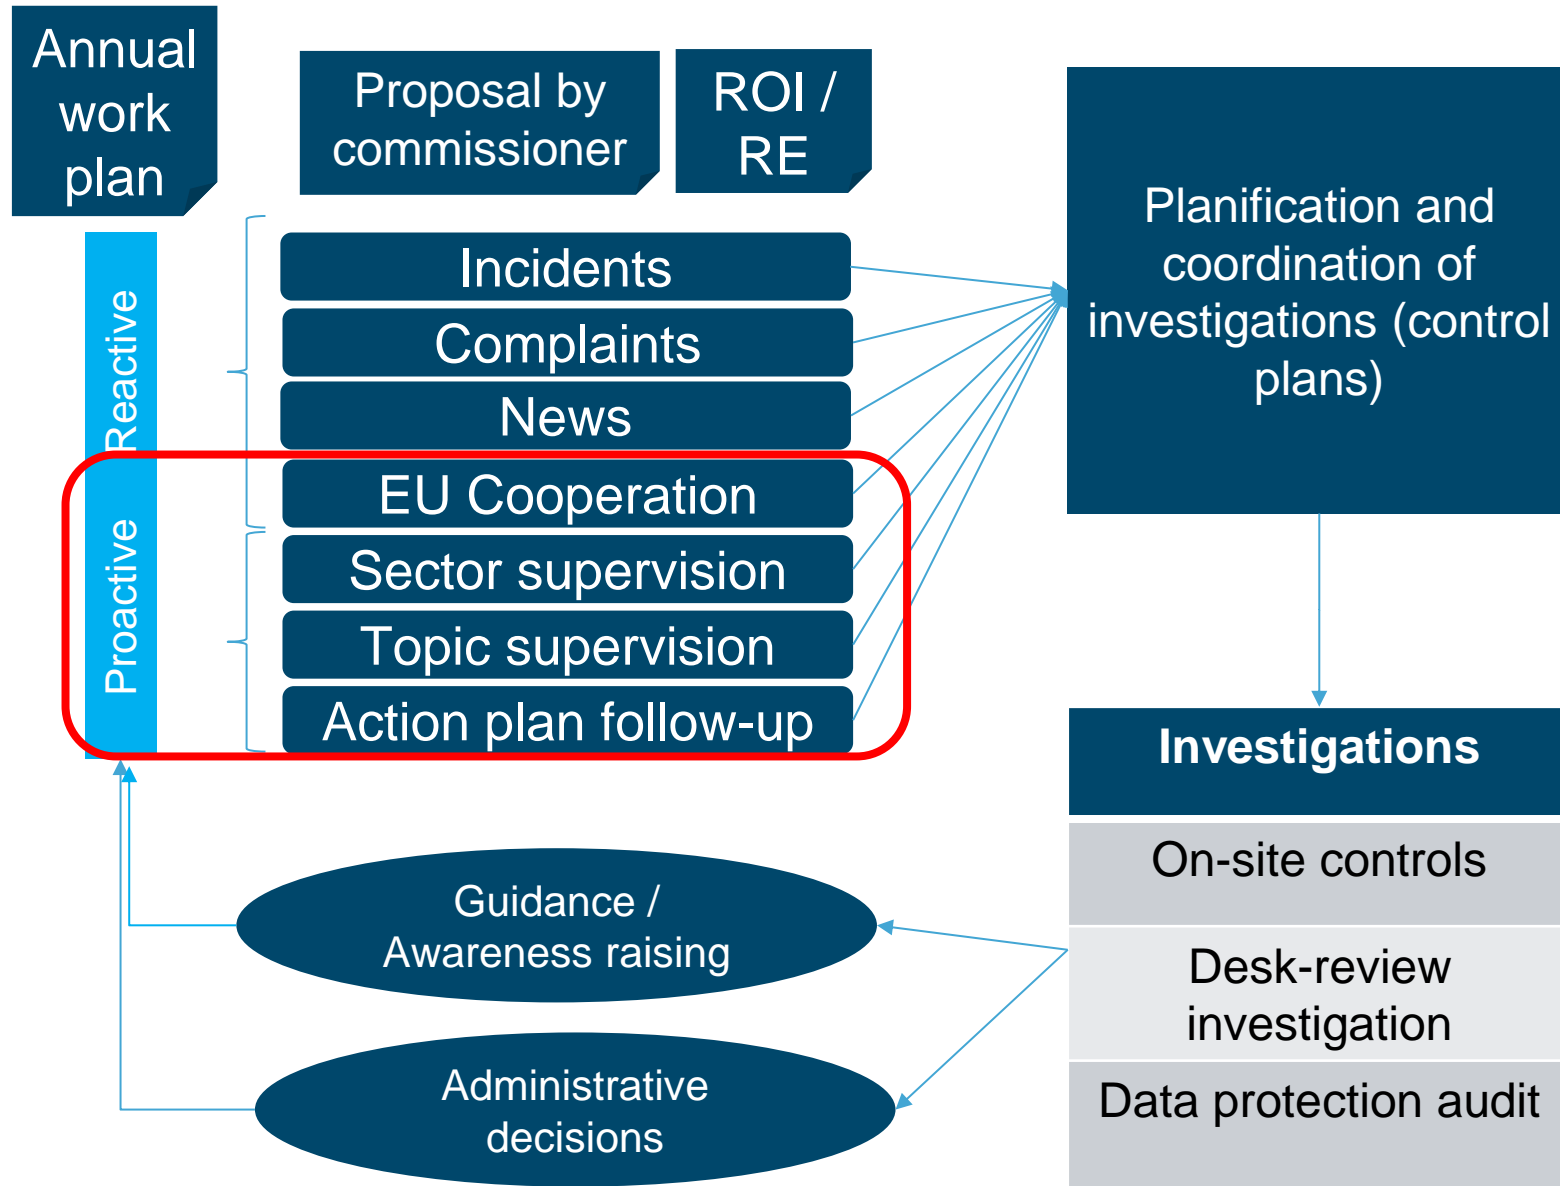 Annual
work
plan
Proposal by
commissioner
ROI /
RE
Reactive
Proactive
Incidents
Complaints
News
EU Cooperation
Sector supervision
Topic supervision
Action plan follow-up
Planification and
coordination of
investigations (control
plans)
Investigations
On-site controls
Desk-review
investigation
Data protection audit
Guidance /
Awareness raising
Administrative
decisions